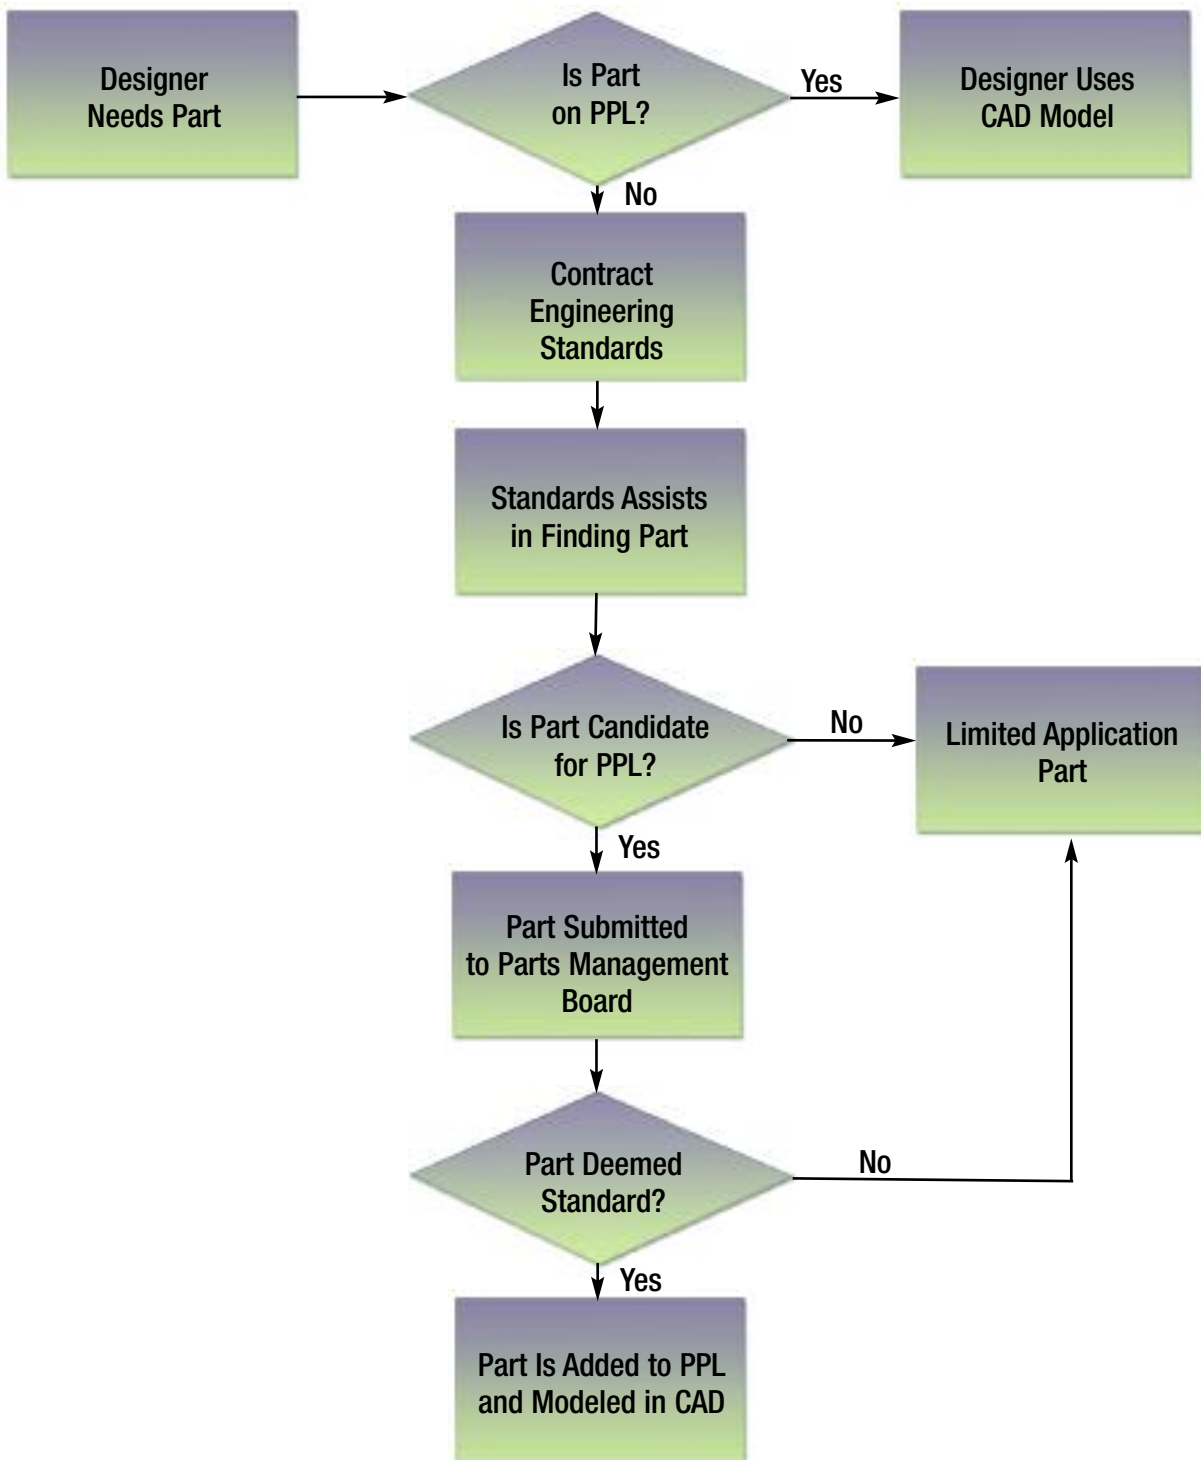 Designer
Needs Part
Is Part
on PPL?
Yes
Designer Uses
CAD Model
No
Contract
Engineering
Standards
Standards Assists
in Finding Part
Is Part Candidate
for PPL?
No
Limited Application
Part
Yes
Part Submitted
to Parts Management
Board
Part Deemed
Standard?
No
Yes
Part Is Added to PPL
and Modeled in CAD